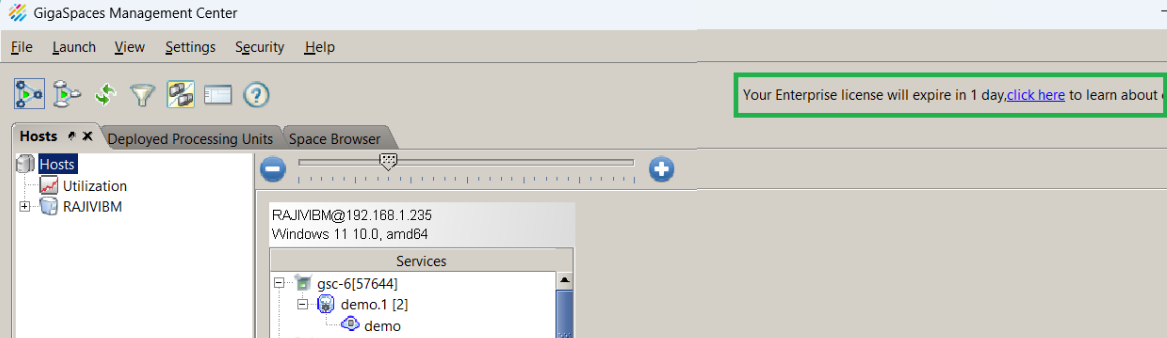 GigaSpaces Management Center
File Launch View Settings Security Help
Your Enterprise license will expire in 1 day,click here to learn about
Hosts Deployed Processing Units Space Browser
Hosts
Utilization
RAJIVIBM
RAJIVIBM@192.168.1.235
Windows 11 10.0, amd64
Services
gsc-6[57644]
demo.1 [2]
demo